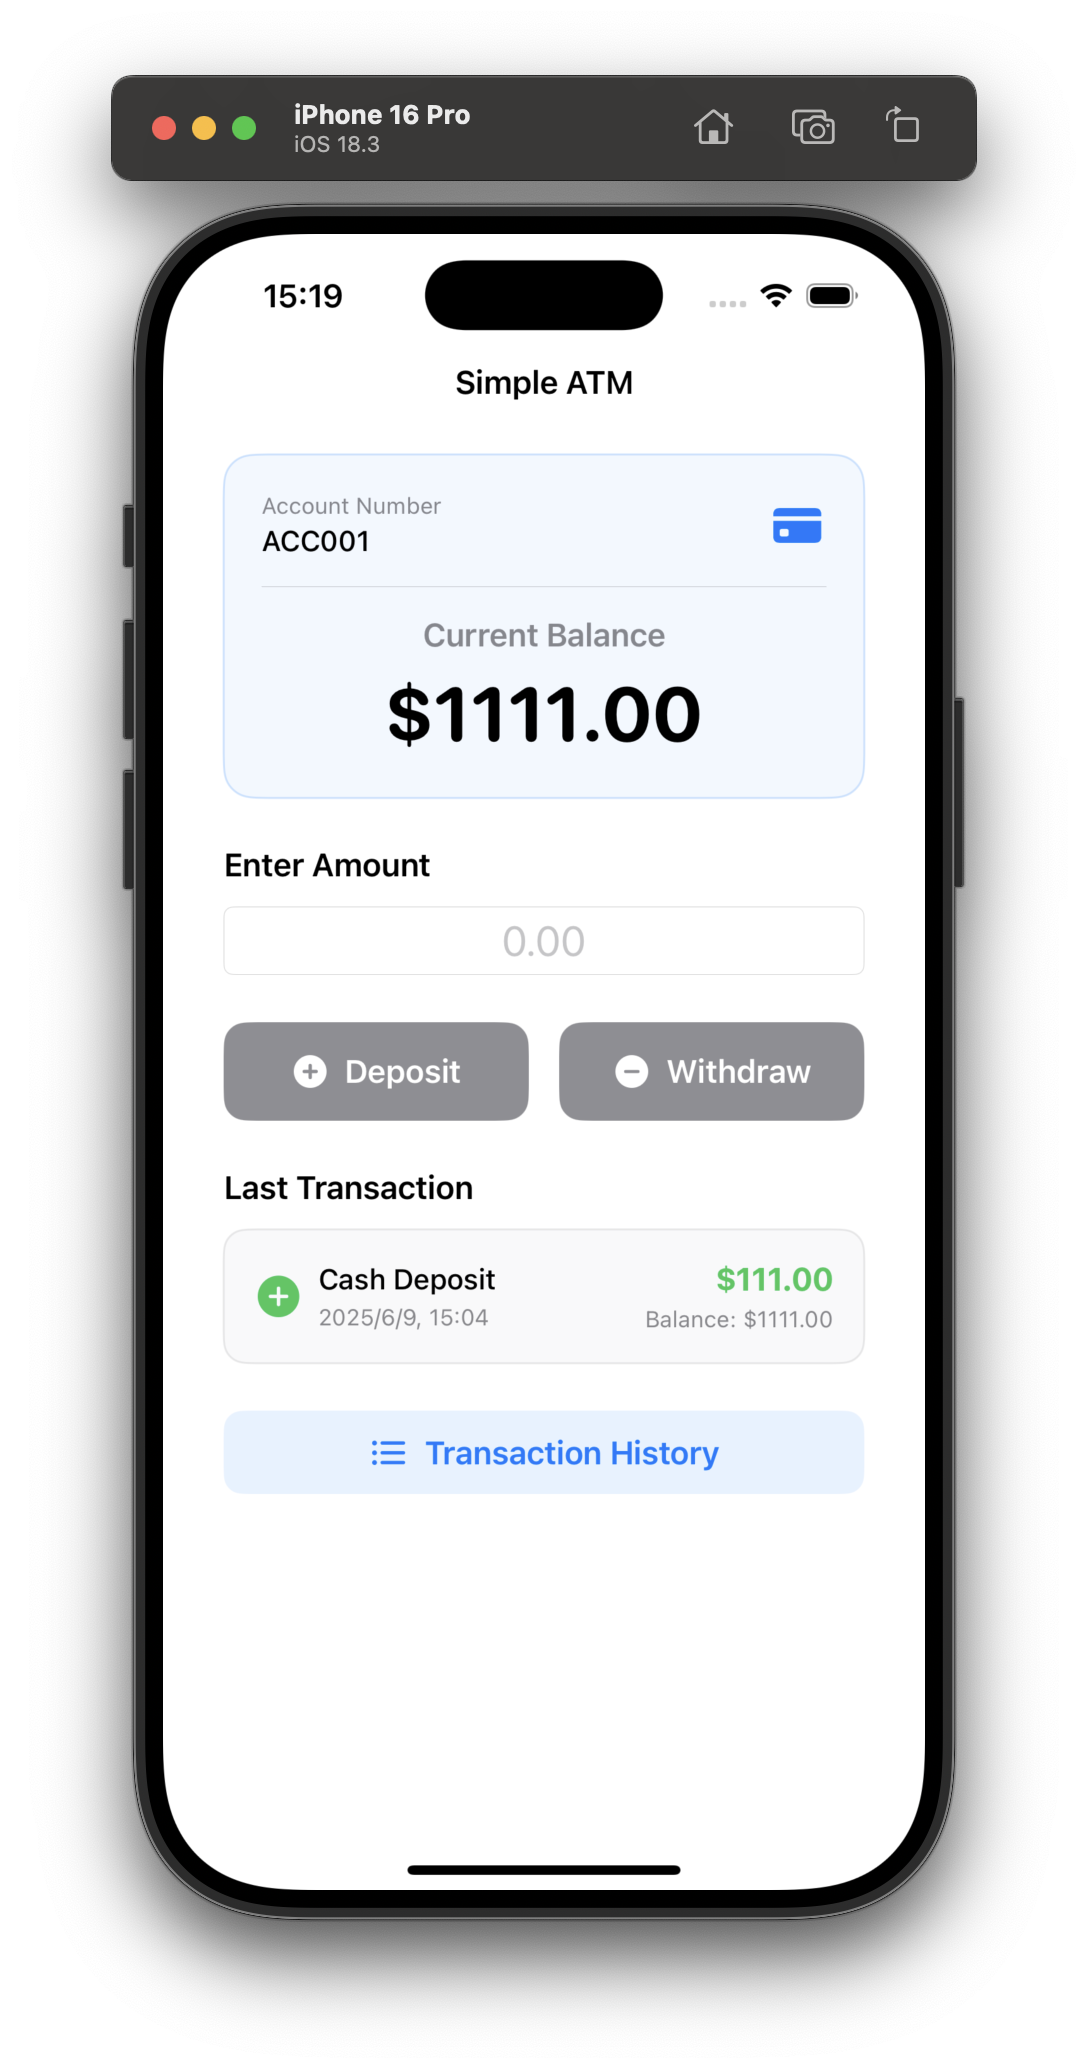 iPhone 16 Pro
iOS 18.3
15:19
Simple ATM
Account Number
ACC001
Current Balance
$1111.00
Enter Amount
0.00
Deposit
Withdraw
Last Transaction
Cash Deposit
$111.00
2025/6/9, 15:04
Balance: $1111.00
Transaction History